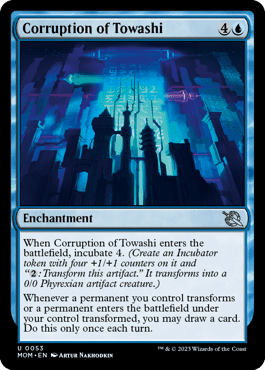 Corruption of Towashi 4
Enchantment
When Corruption of Towashi enters the
battlefield, incubate 4. (Create an Incubator
token with four +1/+1 counters on it and
“2: Transform this artifact.” It transforms into a
0/0 Phyrexian artifact creature.)
Whenever a permanent you control transforms
or a permanent enters the battlefield under
your control transformed, you may draw a card.
Do this only once each turn.
U 0053
MOM • EN Artur Nakhodkin
™ & © 2023 Wizards of the Coast